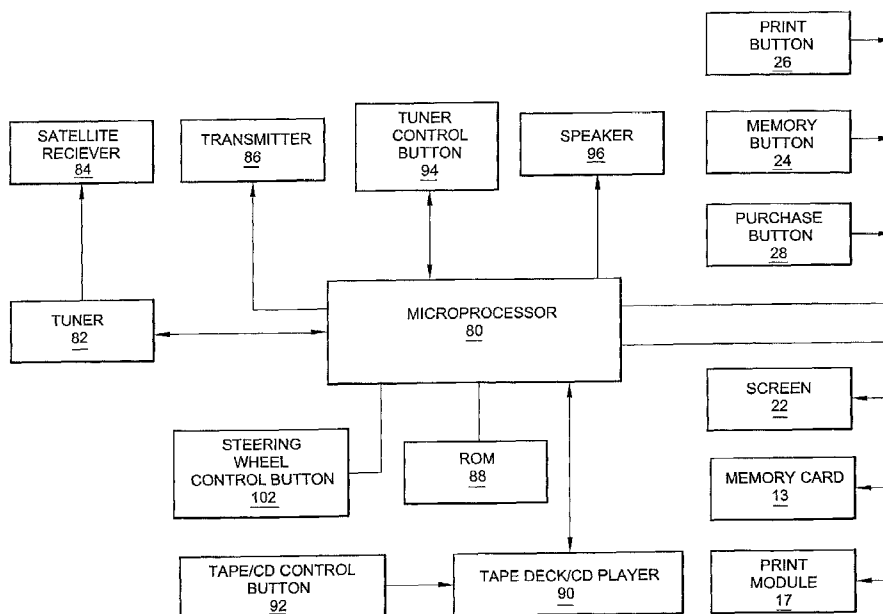 PRINT
BUTTON
26
SATELLITE
RECIEVER
84
TRANSMITTER
86
TUNER
CONTROL
BUTTON
94
SPEAKER
96
MEMORY
BUTTON
24
PURCHASE
BUTTON
28
TUNER
82
MICROPROCESSOR
80
SCREEN
22
STEERING
WHEEL
CONTROL BUTTON
102
ROM
88
MEMORY CARD
13
TAPE/CD CONTROL
BUTTON
92
TAPE DECK/CD PLAYER
90
PRINT
MODULE
17